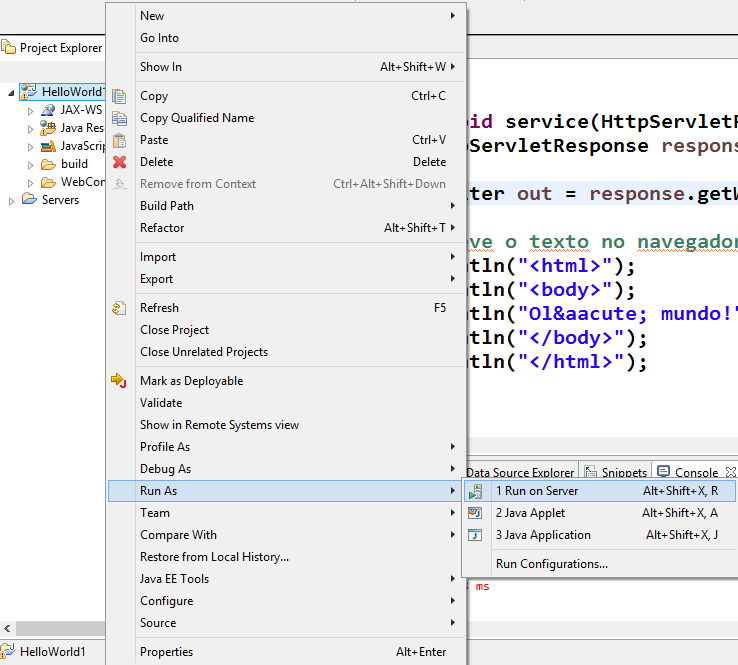 New
Go Into
Show In Alt+Shift+W
Copy Ctrl+C
Copy Qualified Name
Paste Ctrl+V
Delete Delete
Remove from Context Ctrl+Alt+Shift+Down
Build Path
Refactor Alt+Shift+T
Import
Export
Refresh F5
Close Project
Close Unrelated Projects
Mark as Deployable
Validate
Show in Remote Systems view
Profile As
Debug As
Run As
Team
Compare With
Restore from Local History...
Java EE Tools
Configure
Source
Properties Alt+Enter
Project Explorer
HelloWorld1
JAX-WS
Java Res
JavaScrip
build
WebCon
Servers
HelloWorld1
id service(HttpServletR
pServletResponse respons
ter out = response.getW
eve o texto no navegador
tln("<html>");
tln("<body>");
tln("Ol&aacute; mundo!"
tln("</body>");
tln("</html>");
Data Source Explorer Snippets Console
1 Run on Server Alt+Shift+X, R
2 Java Applet Alt+Shift+X, A
3 Java Application Alt+Shift+X, J
Run Configurations...
ms